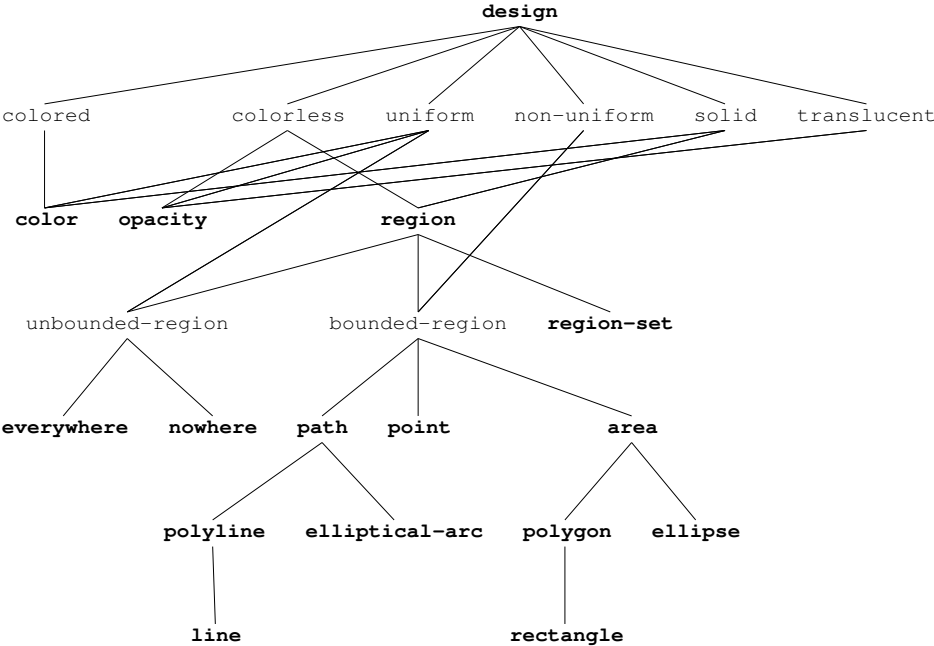 design
colored colorless uniform non-uniform solid translucent
color opacity region
unbounded-region bounded-region region-set
everywhere nowhere path point area
polyline elliptical-arc polygon ellipse
line rectangle